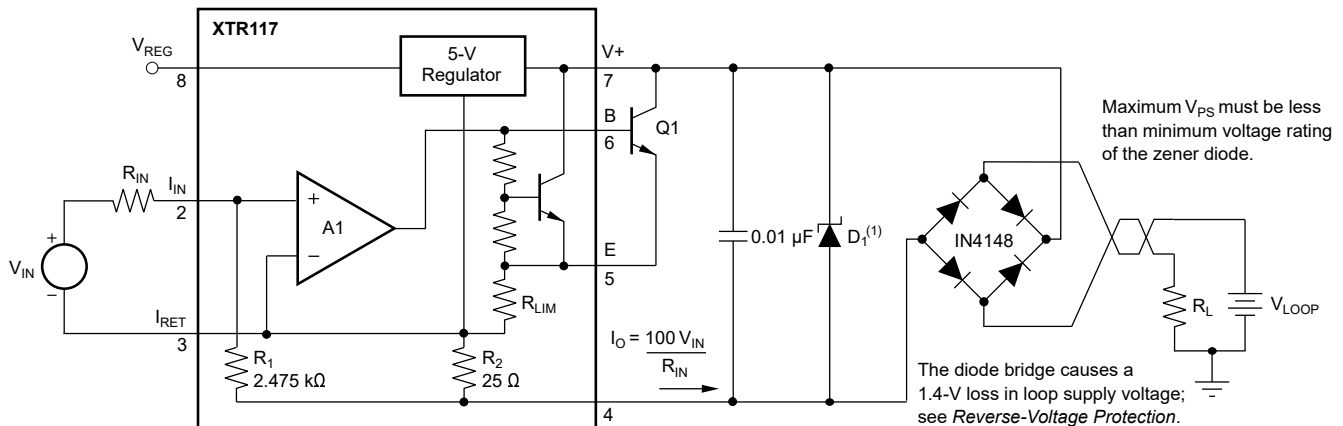 XTR117
V_REG
8
5-V
Regulator
V+
7
B
6
Q1
Maximum V_PS must be less
than minimum voltage rating
of the zener diode.
R_IN
I_IN
2
+
A1
−
V_IN
+
−
0.01 µF
D_1^(1)
IN4148
E
5
R_LIM
R_L
V_LOOP
I_RET
3
R_1
2.475 kΩ
R_2
25 Ω
I_O = 100 V_IN / R_IN
4
The diode bridge causes a
1.4-V loss in loop supply voltage;
see Reverse-Voltage Protection.